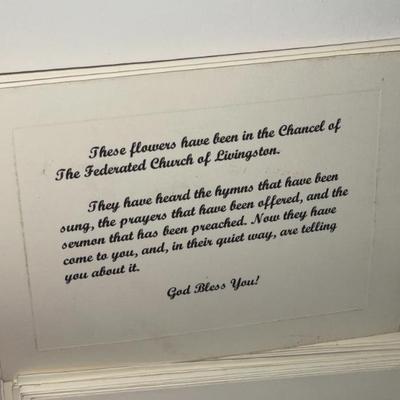 These flowers have been in the Chancel of
The Federated Church of Livingston.
They have heard the hymns that have been
sung, the prayers that have been offered, and the
sermon that has been preached. Now they have
come to you, and, in their quiet way, are telling
you about it.
God Bless You!